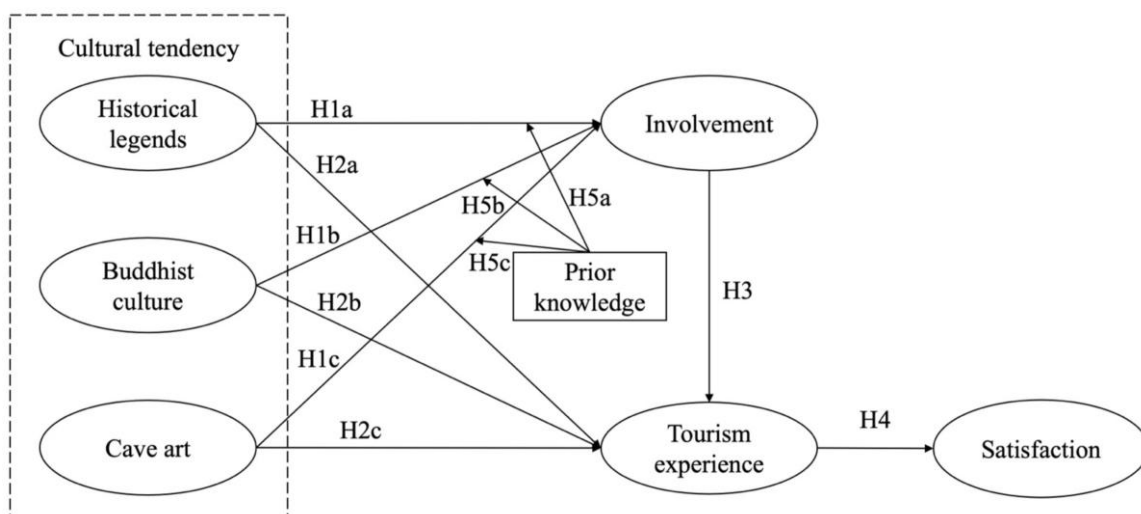 Cultural tendency
Historical
legends
H1a
Involvement
H2a
H5b
H5a
H1b
Buddhist
culture
H5c
Prior
knowledge
H2b
H3
H1c
Cave art
H2c
Tourism
experience
H4
Satisfaction